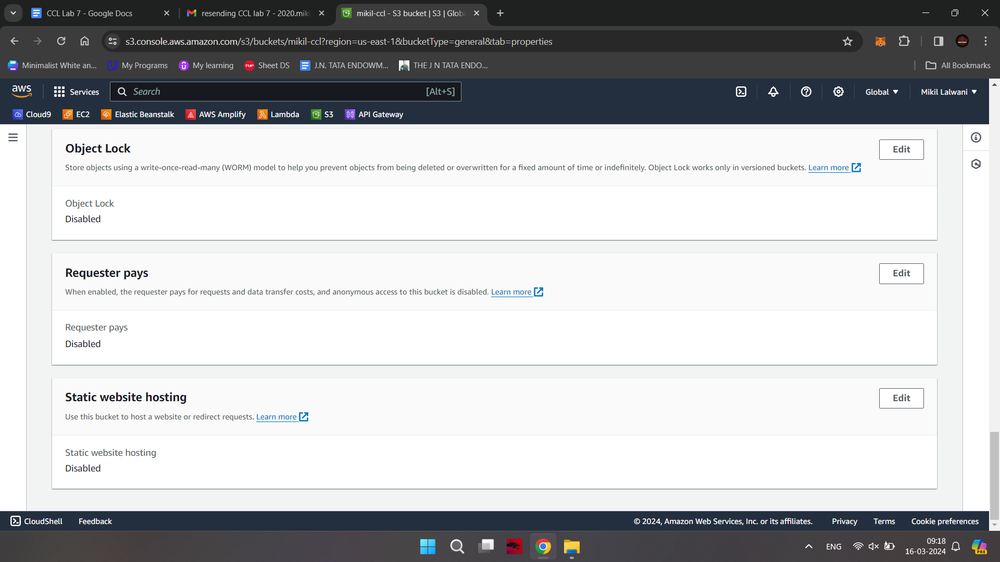 CCL Lab 7 - Google Docs
resending CCL lab 7 - 2020.miki
mikil-ccl - S3 bucket | S3 | Globa
s3.console.aws.amazon.com/s3/buckets/mikil-ccl?region=us-east-1&bucketType=general&tab=properties
Minimalist White an...
My Programs
My learning
TUF
Sheet DS
J.N. TATA ENDOWM...
THE J N TATA ENDO...
All Bookmarks
aws
Services
Search
[Alt+S]
Global
Mikil Lalwani
Cloud9
EC2
Elastic Beanstalk
AWS Amplify
Lambda
S3
API Gateway
Object Lock
Edit
Store objects using a write-once-read-many (WORM) model to help you prevent objects from being deleted or overwritten for a fixed amount of time or indefinitely. Object Lock works only in versioned buckets. Learn more
Object Lock
Disabled
Requester pays
Edit
When enabled, the requester pays for requests and data transfer costs, and anonymous access to this bucket is disabled. Learn more
Requester pays
Disabled
Static website hosting
Edit
Use this bucket to host a website or redirect requests. Learn more
Static website hosting
Disabled
CloudShell
Feedback
© 2024, Amazon Web Services, Inc. or its affiliates.
Privacy
Terms
Cookie preferences
ENG
09:18
16-03-2024
PRE